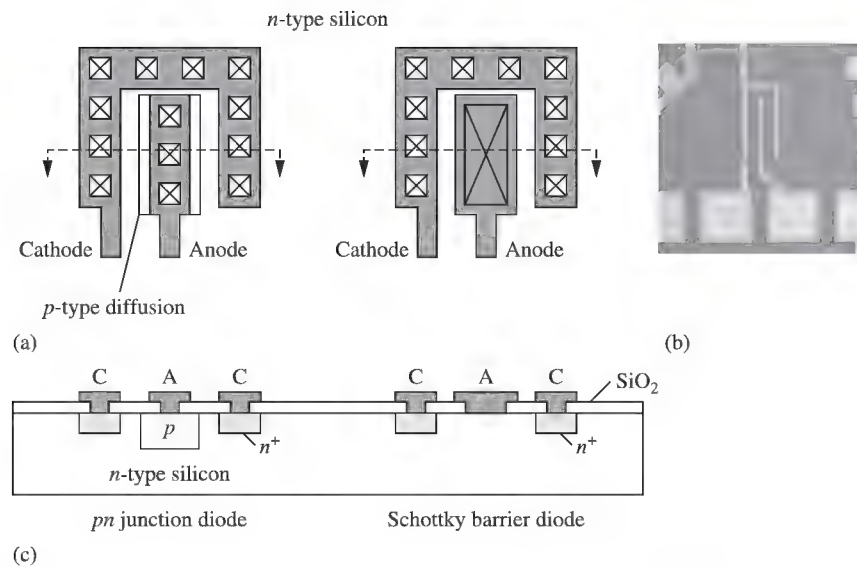 n-type silicon
Cathode Anode Cathode Anode
p-type diffusion
(a) (b)
C A C C A C SiO₂
p
n⁺ n⁺
n-type silicon
pn junction diode Schottky barrier diode
(c)